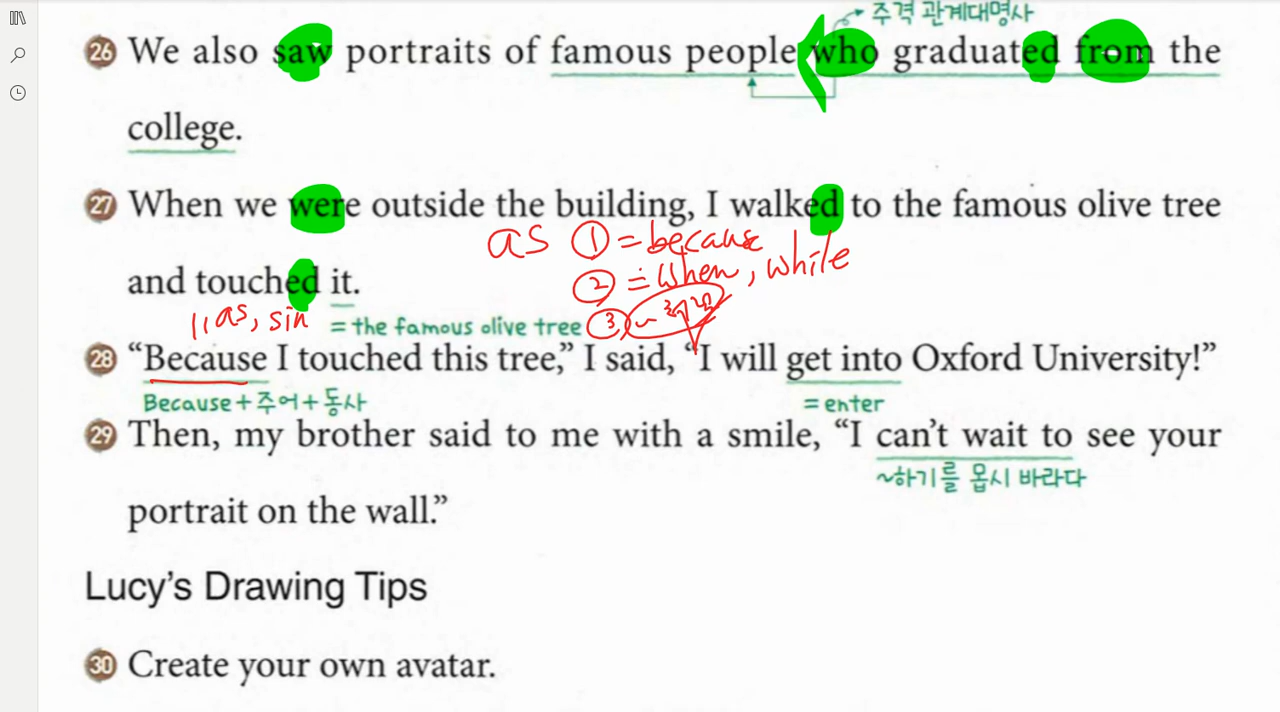 주격 관계대명사
26 We also saw portraits of famous people who graduated from the
college.
27 When we were outside the building, I walked to the famous olive tree
as ① = because
and touched it.
② = when, while
as, sin
= the famous olive tree
③
28 “Because I touched this tree,” I said, “I will get into Oxford University!”
Because+주어+동사
= enter
29 Then, my brother said to me with a smile, “I can’t wait to see your
~하기를 몹시 바라다
portrait on the wall.”
Lucy’s Drawing Tips
30 Create your own avatar.